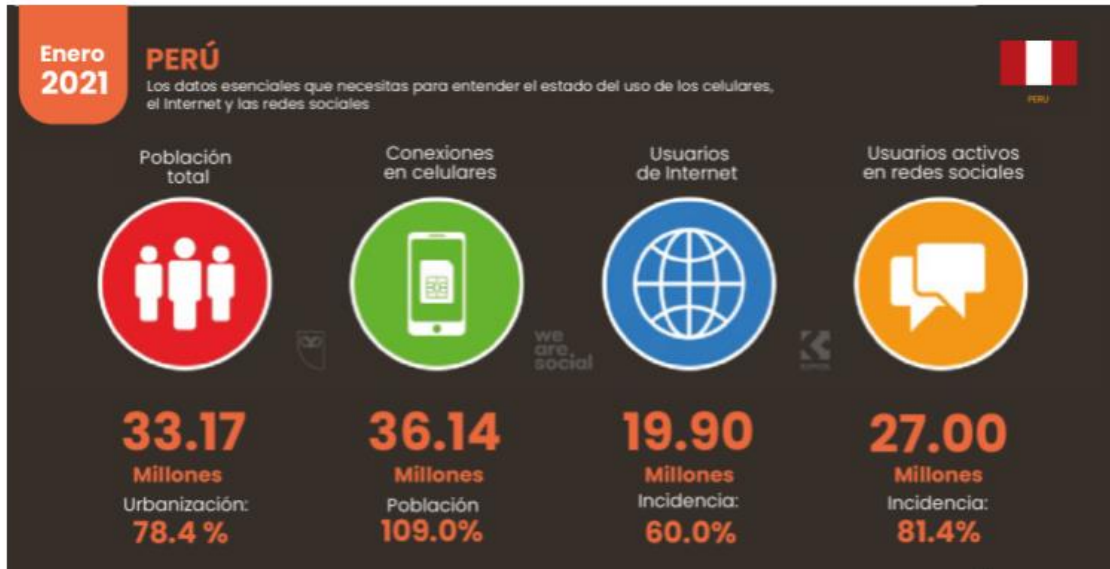 Enero
2021
PERÚ
Los datos esenciales que necesitas para entender el estado del uso de los celulares,
el Internet y las redes sociales
PERU
Población
total
Conexiones
en celulares
Usuarios
de Internet
Usuarios activos
en redes sociales
we
are
social
33.17
Millones
Urbanización:
78.4 %
36.14
Millones
Población
109.0%
19.90
Millones
Incidencia:
60.0%
27.00
Millones
Incidencia:
81.4%